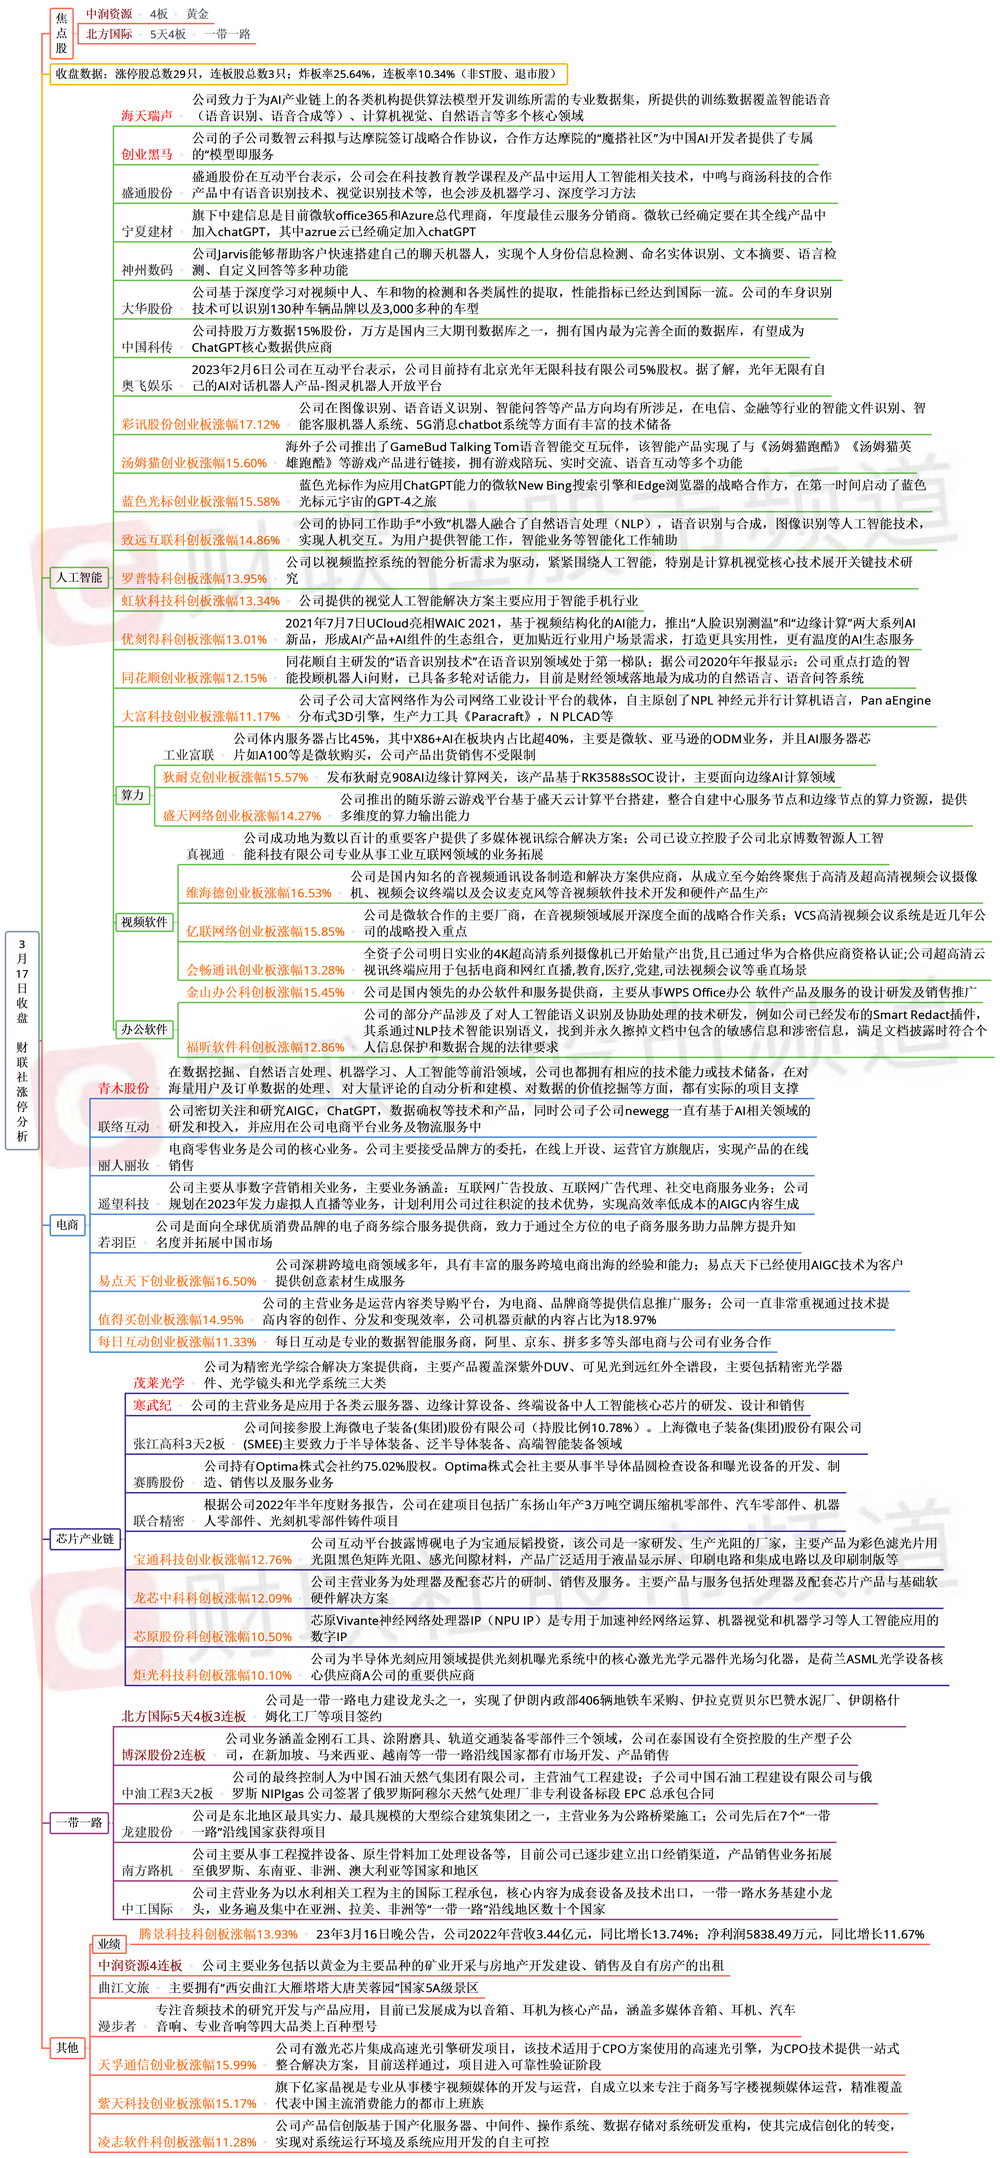 3月17日收盘 财联社涨停分析
焦点股
中润资源 4板 黄金
北方国际 5天4板 一带一路
收盘数据：涨停股总数29只，连板股总数3只；炸板率25.64%，连板率10.34%（非ST股、退市股）
人工智能
海天瑞声
公司致力于为AI产业链上的各类机构提供算法模型开发训练所需的专业数据集，所提供的训练数据覆盖智能语音
（语音识别、语音合成等）、计算机视觉、自然语言等多个核心领域
创业黑马
公司的子公司数智云科拟与达摩院签订战略合作协议，合作方达摩院的“魔搭社区”为中国AI开发者提供了专属
的“模型即服务
盛通股份
盛通股份在互动平台表示，公司会在科技教育教学课程及产品中运用人工智能相关技术，中鸣与商汤科技的合作
产品中有语音识别技术、视觉识别技术等，也会涉及机器学习、深度学习方法
宁夏建材
旗下中建信息是目前微软office365和Azure总代理商，年度最佳云服务分销商。微软已经确定要在其全线产品中
加入chatGPT，其中azrue云已经确定加入chatGPT
神州数码
公司Jarvis能够帮助客户快速搭建自己的聊天机器人，实现个人身份信息检测、命名实体识别、文本摘要、语言检
测、自定义回答等多种功能
大华股份
公司基于深度学习对视频中人、车和物的检测和各类属性的提取，性能指标已经达到国际一流。公司的车身识别
技术可以识别130种车辆品牌以及3,000多种的车型
中国科传
公司持股万方数据15%股份，万方是国内三大期刊数据库之一，拥有国内最为完善全面的数据库，有望成为
ChatGPT核心数据供应商
奥飞娱乐
2023年2月6日公司在互动平台表示，公司目前持有北京光年无限科技有限公司5%股权。据了解，光年无限有自
己的AI对话机器人产品-图灵机器人开放平台
彩讯股份创业板涨幅17.12%
公司在图像识别、语音语义识别、智能问答等产品方向均有所涉足，在电信、金融等行业的智能文件识别、智
能客服机器人系统、5G消息chatbot系统等方面有丰富的技术储备
汤姆猫创业板涨幅15.60%
海外子公司推出了GameBud Talking Tom语音智能交互玩伴，该智能产品实现了与《汤姆猫跑酷》《汤姆猫英
雄跑酷》等游戏产品进行链接，拥有游戏陪玩、实时交流、语音互动等多个功能
蓝色光标创业板涨幅15.58%
蓝色光标作为应用ChatGPT能力的微软New Bing搜索引擎和Edge浏览器的战略合作方，在第一时间启动了蓝色
光标元宇宙的GPT-4之旅
致远互联科创板涨幅14.86%
公司的协同工作助手“小致”机器人融合了自然语言处理（NLP），语音识别与合成，图像识别等人工智能技术，
实现人机交互。为用户提供智能工作，智能业务等智能化工作辅助
罗普特科创板涨幅13.95%
公司以视频监控系统的智能分析需求为驱动，紧紧围绕人工智能，特别是计算机视觉核心技术展开关键技术研
究
虹软科技科创板涨幅13.34% 公司提供的视觉人工智能解决方案主要应用于智能手机行业
优刻得科创板涨幅13.01%
2021年7月7日UCloud亮相WAIC 2021，基于视频结构化的AI能力，推出“人脸识别测温”和“边缘计算”两大系列AI
新品，形成AI产品+AI组件的生态组合，更加贴近行业用户场景需求，打造更具实用性，更有温度的AI生态服务
同花顺创业板涨幅12.15%
同花顺自主研发的“语音识别技术”在语音识别领域处于第一梯队；据公司2020年年报显示：公司重点打造的智
能投顾机器人i问财，已具备多轮对话能力，目前是财经领域落地最为成功的自然语言、语音问答系统
大富科技创业板涨幅11.17%
公司子公司大富网络作为公司网络工业设计平台的载体，自主原创了NPL 神经元并行计算机语言，Pan aEngine
分布式3D引擎，生产力工具《Paracraft》，N PLCAD等
算力
工业富联
公司体内服务器占比45%，其中X86+AI在板块内占比超40%，主要是微软、亚马逊的ODM业务，并且AI服务器芯
片如A100等是微软购买，公司产品出货销售不受限制
狄耐克创业板涨幅15.57% 发布狄耐克908AI边缘计算网关，该产品基于RK3588sSOC设计，主要面向边缘AI计算领域
盛天网络创业板涨幅14.27%
公司推出的随乐游云游戏平台基于盛天云计算平台搭建，整合自建中心服务节点和边缘节点的算力资源，提供
多维度的算力输出能力
视频软件
真视通
公司成功地为数以百计的重要客户提供了多媒体视讯综合解决方案；公司已设立控股子公司北京博数智源人工智
能科技有限公司专业从事工业互联网领域的业务拓展
维海德创业板涨幅16.53%
公司是国内知名的音视频通讯设备制造和解决方案供应商，从成立至今始终聚焦于高清及超高清视频会议摄像
机、视频会议终端以及会议麦克风等音视频软件技术开发和硬件产品生产
亿联网络创业板涨幅15.85%
公司是微软合作的主要厂商，在音视频领域展开深度全面的战略合作关系；VCS高清视频会议系统是近几年公
司的战略投入重点
会畅通讯创业板涨幅13.28%
全资子公司明日实业的4K超高清系列摄像机已开始量产出货,且已通过华为合格供应商资格认证;公司超高清云
视讯终端应用于包括电商和网红直播,教育,医疗,党建,司法视频会议等垂直场景
办公软件
金山办公科创板涨幅15.45% 公司是国内领先的办公软件和服务提供商，主要从事WPS Office办公 软件产品及服务的设计研发及销售推广
福昕软件科创板涨幅12.86%
公司的部分产品涉及了对人工智能语义识别及协助处理的技术研发，例如公司已经发布的Smart Redact插件，
其系通过NLP技术智能识别语义，找到并永久擦掉文档中包含的敏感信息和涉密信息，满足文档披露时符合个
人信息保护和数据合规的法律要求
电商
青木股份
在数据挖掘、自然语言处理、机器学习、人工智能等前沿领域，公司也都拥有相应的技术能力或技术储备，在对
海量用户及订单数据的处理、对大量评论的自动分析和建模、对数据的价值挖掘等方面，都有实际的项目支撑
联络互动
公司密切关注和研究AIGC，ChatGPT，数据确权等技术和产品，同时公司子公司newegg一直有基于AI相关领域的
研发和投入，并应用在公司电商平台业务及物流服务中
丽人丽妆
电商零售业务是公司的核心业务。公司主要接受品牌方的委托，在线上开设、运营官方旗舰店，实现产品的在线
销售
遥望科技
公司主要从事数字营销相关业务，主要业务涵盖：互联网广告投放、互联网广告代理、社交电商服务业务；公司
规划在2023年发力虚拟人直播等业务，计划利用公司过往积淀的技术优势，实现高效率低成本的AIGC内容生成
若羽臣
公司是面向全球优质消费品牌的电子商务综合服务提供商，致力于通过全方位的电子商务服务助力品牌方提升知
名度并拓展中国市场
易点天下创业板涨幅16.50%
公司深耕跨境电商领域多年，具有丰富的服务跨境电商出海的经验和能力；易点天下已经使用AIGC技术为客户
提供创意素材生成服务
值得买创业板涨幅14.95%
公司的主营业务是运营内容类导购平台，为电商、品牌商等提供信息推广服务；公司一直非常重视通过技术提
高内容的创作、分发和变现效率，公司机器贡献的内容占比为18.97%
每日互动创业板涨幅11.33% 每日互动是专业的数据智能服务商，阿里、京东、拼多多等头部电商与公司有业务合作
芯片产业链
茂莱光学
公司为精密光学综合解决方案提供商，主要产品覆盖深紫外DUV、可见光到远红外全谱段，主要包括精密光学器
件、光学镜头和光学系统三大类
寒武纪 公司的主营业务是应用于各类云服务器、边缘计算设备、终端设备中人工智能核心芯片的研发、设计和销售
张江高科3天2板
公司间接参股上海微电子装备(集团)股份有限公司（持股比例10.78%）。上海微电子装备(集团)股份有限公司
(SMEE)主要致力于半导体装备、泛半导体装备、高端智能装备领域
赛腾股份
公司持有Optima株式会社约75.02%股权。Optima株式会社主要从事半导体晶圆检查设备和曝光设备的开发、制
造、销售以及服务业务
联合精密
根据公司2022年半年度财务报告，公司在建项目包括广东扬山年产3万吨空调压缩机零部件、汽车零部件、机器
人零部件、光刻机零部件铸件项目
宝通科技创业板涨幅12.76%
公司互动平台披露博砚电子为宝通辰韬投资，该公司是一家研发、生产光阻的厂家，主要产品为彩色滤光片用
光阻黑色矩阵光阻、感光间隙材料，产品广泛适用于液晶显示屏、印刷电路和集成电路以及印刷制版等
龙芯中科科创板涨幅12.09%
公司主营业务为处理器及配套芯片的研制、销售及服务。主要产品与服务包括处理器及配套芯片产品与基础软
硬件解决方案
芯原股份科创板涨幅10.50%
芯原Vivante神经网络处理器IP（NPU IP）是专用于加速神经网络运算、机器视觉和机器学习等人工智能应用的
数字IP
炬光科技科创板涨幅10.10%
公司为半导体光刻应用领域提供光刻机曝光系统中的核心激光光学元器件光场匀化器，是荷兰ASML光学设备核
心供应商A公司的重要供应商
一带一路
北方国际5天4板3连板
公司是一带一路电力建设龙头之一，实现了伊朗内政部406辆地铁车采购、伊拉克贾贝尔巴赞水泥厂、伊朗格什
姆化工厂等项目签约
博深股份2连板
公司业务涵盖金刚石工具、涂附磨具、轨道交通装备零部件三个领域，公司在泰国设有全资控股的生产型子公
司，在新加坡、马来西亚、越南等一带一路沿线国家都有市场开发、产品销售
中油工程3天2板
公司的最终控制人为中国石油天然气集团有限公司，主营油气工程建设；子公司中国石油工程建设有限公司与俄
罗斯 NIPIgas 公司签署了俄罗斯阿穆尔天然气处理厂非专利设备标段 EPC 总承包合同
龙建股份
公司是东北地区最具实力、最具规模的大型综合建筑集团之一，主营业务为公路桥梁施工；公司先后在7个“一带
一路”沿线国家获得项目
南方路机
公司主要从事工程搅拌设备、原生骨料加工处理设备等，目前公司已逐步建立出口经销渠道，产品销售业务拓展
至俄罗斯、东南亚、非洲、澳大利亚等国家和地区
中工国际
公司主营业务为以水利相关工程为主的国际工程承包，核心内容为成套设备及技术出口，一带一路水务基建小龙
头，业务遍及集中在亚洲、拉美、非洲等“一带一路”沿线地区数十个国家
其他
业绩
腾景科技科创板涨幅13.93% 23年3月16日晚公告，公司2022年营收3.44亿元，同比增长13.74%；净利润5838.49万元，同比增长11.67%
中润资源4连板 公司主要业务包括以黄金为主要品种的矿业开采与房地产开发建设、销售及自有房产的出租
曲江文旅 主要拥有“西安曲江大雁塔塔大唐芙蓉园”国家5A级景区
漫步者
专注音频技术的研究开发与产品应用，目前已发展成为以音箱、耳机为核心产品，涵盖多媒体音箱、耳机、汽车
音响、专业音响等四大品类上百种型号
天孚通信创业板涨幅15.99%
公司有激光芯片集成高速光引擎研发项目，该技术适用于CPO方案使用的高速光引擎，为CPO技术提供一站式
整合解决方案，目前送样通过，项目进入可靠性验证阶段
紫天科技创业板涨幅15.17%
旗下亿家晶视是专业从事楼宇视频媒体的开发与运营，自成立以来专注于商务写字楼视频媒体运营，精准覆盖
代表中国主流消费能力的都市上班族
凌志软件科创板涨幅11.28%
公司产品信创版基于国产化服务器、中间件、操作系统、数据存储对系统研发重构，使其完成信创化的转变，
实现对系统运行环境及系统应用开发的自主可控
财联社股市频道
财联社股市频道
财联社股市频道